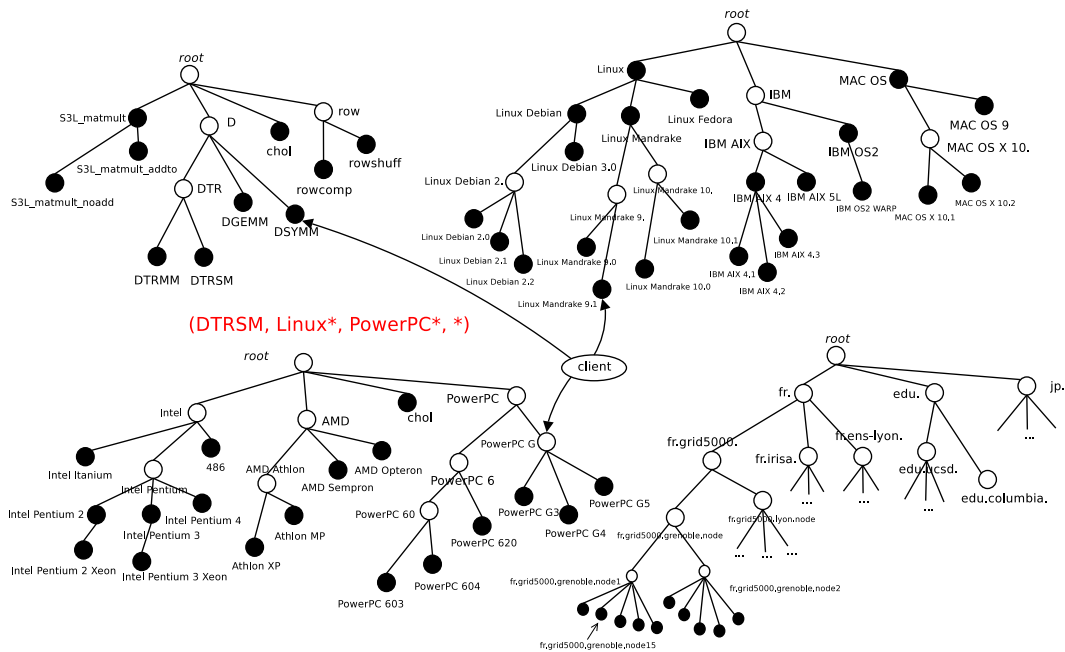 root
S3L_matmult
D
row
chol
S3L_matmult_addto
rowshuff
rowcomp
S3L_matmult_noadd
DTR
DGEMM
DSYMM
DTRMM
DTRSM
root
Linux
IBM
MAC OS
Linux Debian
Linux Mandrake
Linux Fedora
MAC OS 9
IBM AIX
IBM OS2
MAC OS X 10.
Linux Debian 3.0
Linux Debian 2.
Linux Mandrake 10.
IBM AIX 4
IBM AIX 5L
IBM OS2 WARP
MAC OS X 10.1
MAC OS X 10.2
Linux Mandrake 9.
Linux Debian 2.0
Linux Debian 2.1
Linux Debian 2.2
Linux Mandrake 9.0
Linux Mandrake 10.1
Linux Mandrake 10.0
IBM AIX 4.3
IBM AIX 4.1
IBM AIX 4.2
Linux Mandrake 9.1
(DTRSM, Linux*, PowerPC*, *)
client
root
Intel
AMD
chol
PowerPC
PowerPC G
Intel Itanium
486
AMD Athlon
AMD Opteron
AMD Sempron
PowerPC 6
Intel Pentium
Intel Pentium 2
Intel Pentium 3
Intel Pentium 4
Athlon MP
Athlon XP
Intel Pentium 2 Xeon
Intel Pentium 3 Xeon
PowerPC 60
PowerPC 620
PowerPC G3
PowerPC G4
PowerPC G5
PowerPC 603
PowerPC 604
root
fr.
edu.
jp.
...
fr.grid5000.
fr.irisa.
fr.ens-lyon.
edu.ucsd.
edu.columbia.
...
...
...
fr.grid5000.grenoble.node
fr.grid5000.lyon.node
...
...
...
fr.grid5000.grenoble.node1
fr.grid5000.grenoble.node2
fr.grid5000.grenoble.node15